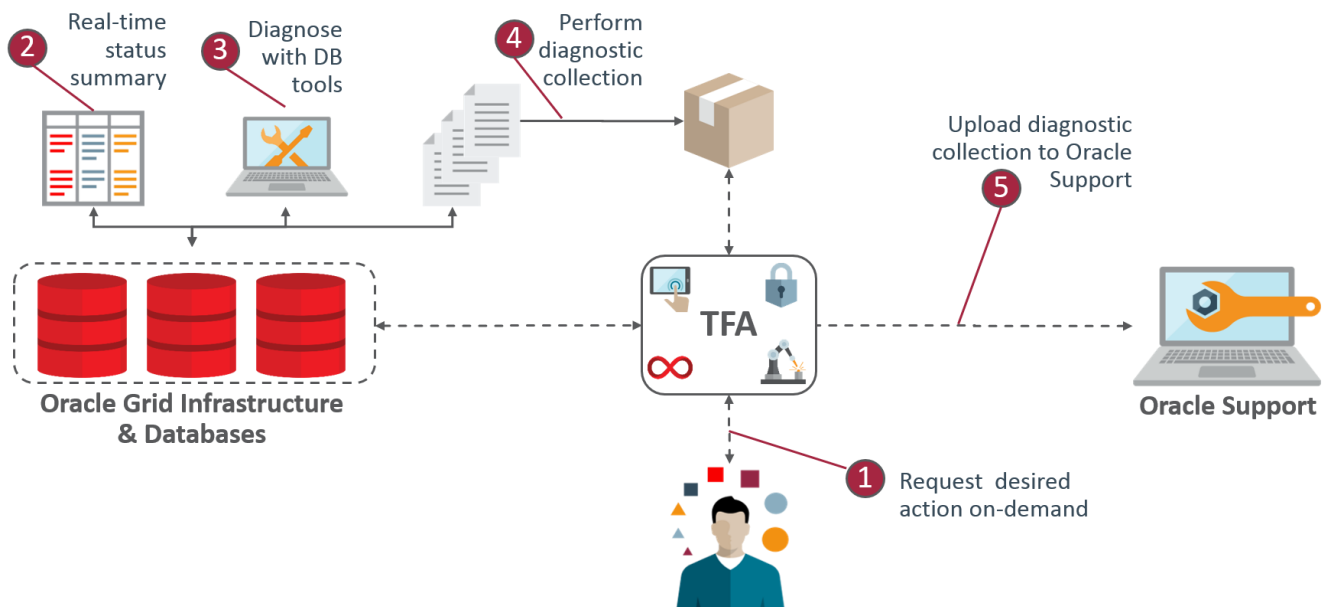 2
Real-time
status
summary
3
Diagnose
with DB
tools
4
Perform
diagnostic
collection
Upload diagnostic
collection to Oracle
Support
5
TFA
Oracle Grid Infrastructure
& Databases
Oracle Support
1
Request desired
action on-demand